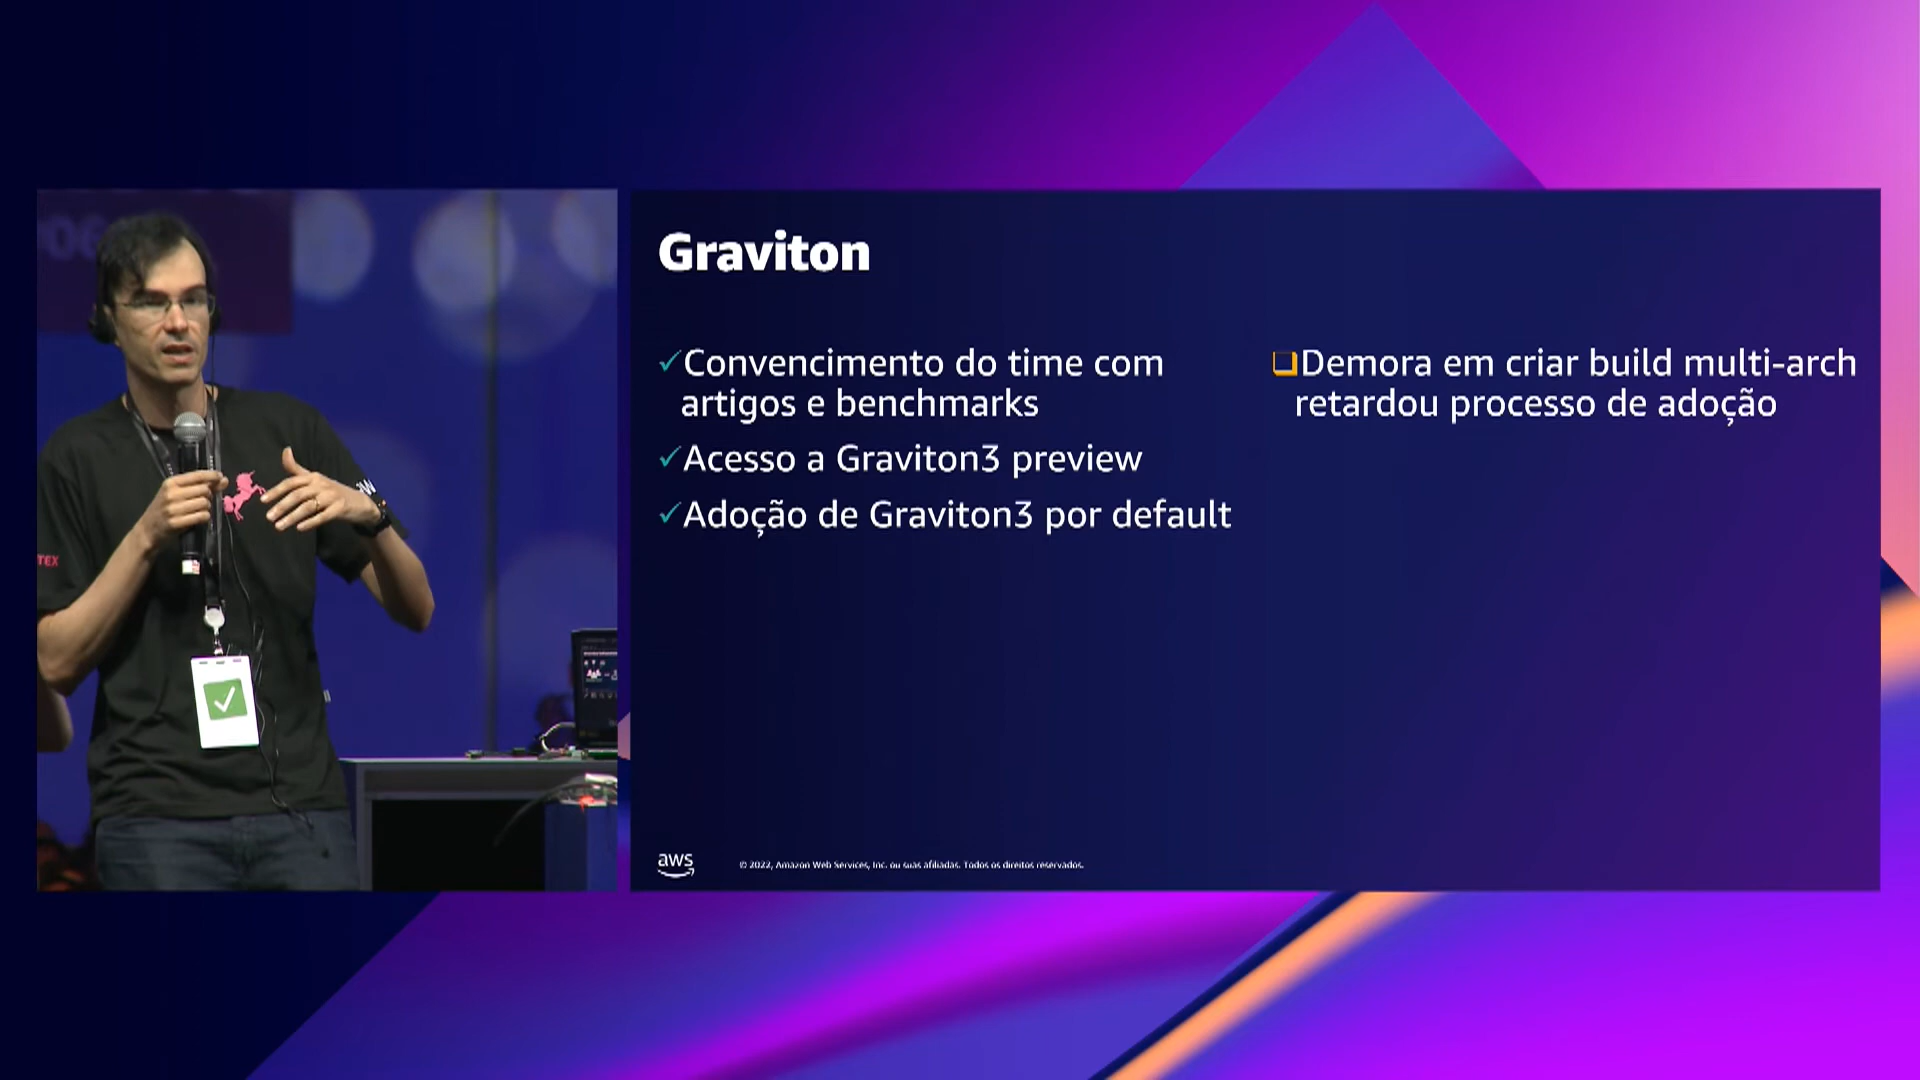 Graviton
✓Convencimento do time com
artigos e benchmarks
✓Acesso a Graviton3 preview
✓Adoção de Graviton3 por default
❑Demora em criar build multi-arch
retardou processo de adoção
aws
© 2022, Amazon Web Services, Inc. ou suas afiliadas. Todos os direitos reservados.
TEX